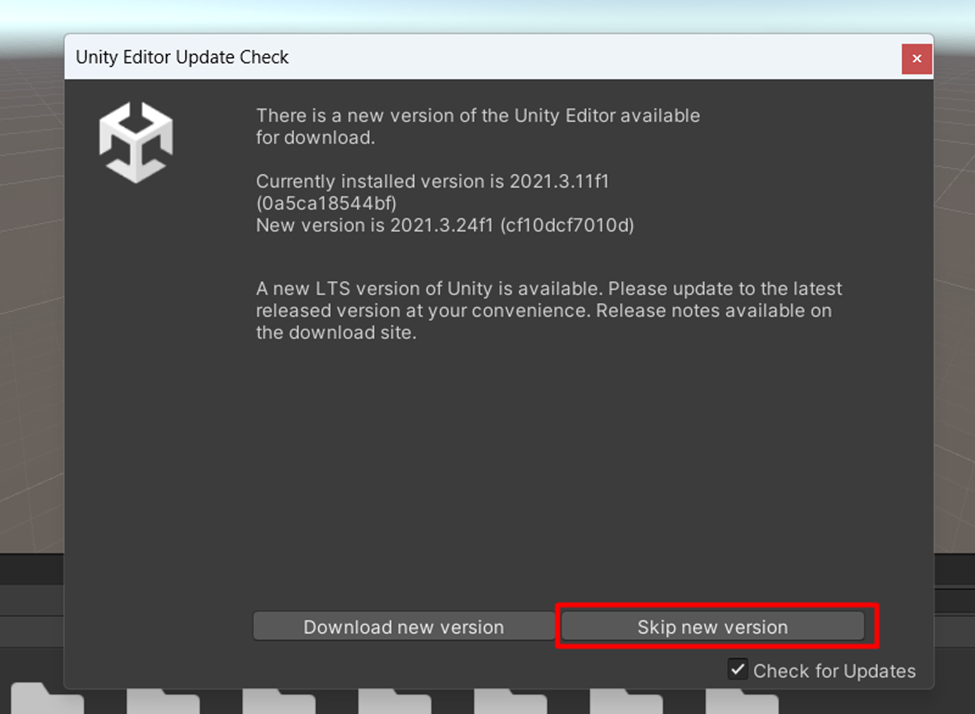 Unity Editor Update Check
There is a new version of the Unity Editor available
for download.
Currently installed version is 2021.3.11f1
(0a5ca18544bf)
New version is 2021.3.24f1 (cf10dcf7010d)
A new LTS version of Unity is available. Please update to the latest
released version at your convenience. Release notes available on
the download site.
Download new version
Skip new version
Check for Updates